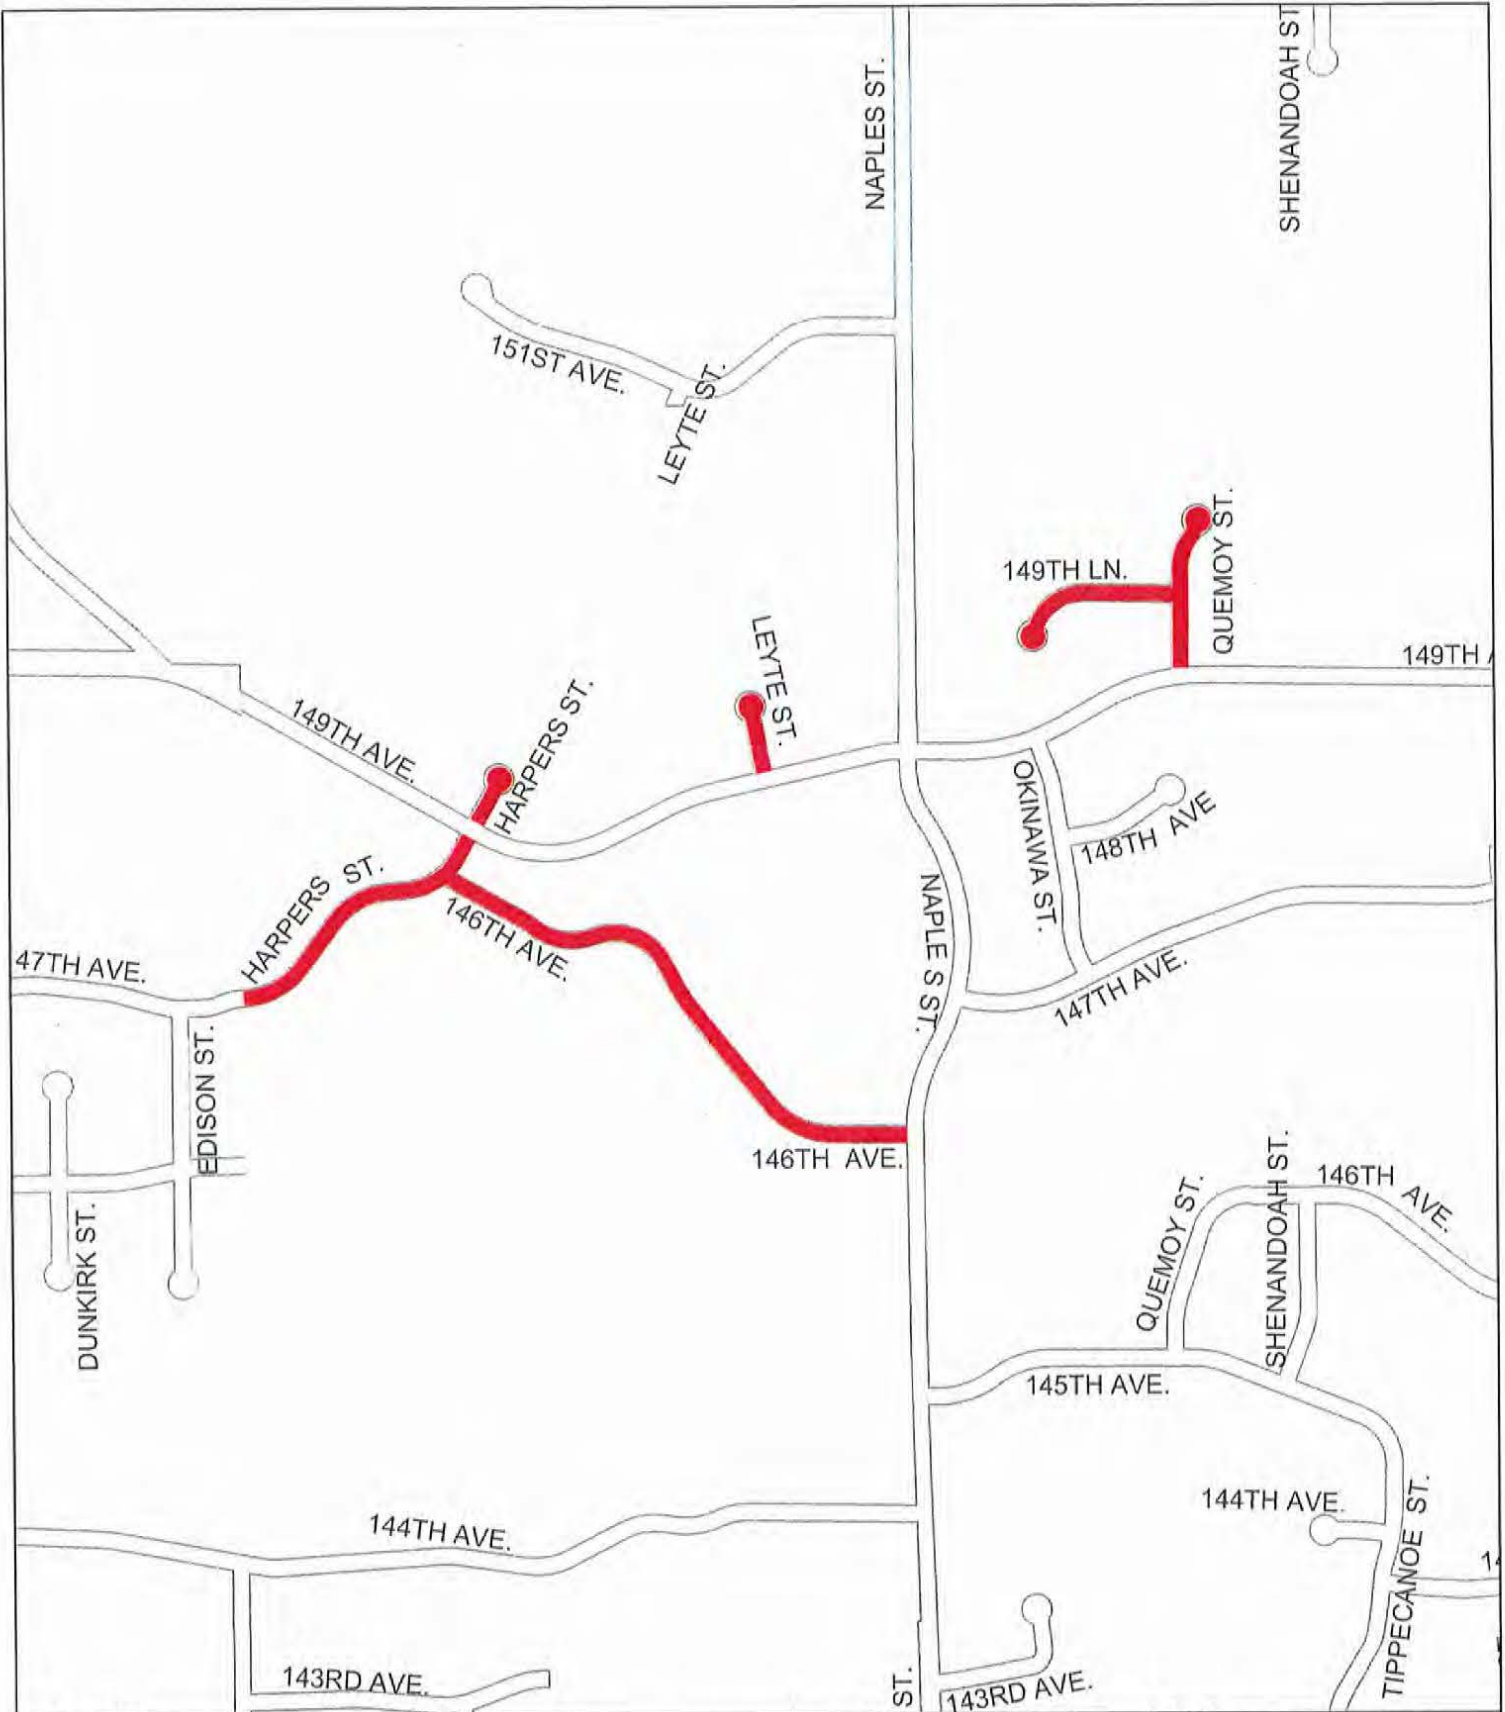 SHENANDOAH ST
NAPLES ST.
151ST AVE.
LEYTE ST.
149TH LN.
QUEMOY ST.
LEYTE ST.
149TH
149TH AVE.
HARPERS ST.
OKINAWA ST.
148TH AVE
HARPERS ST.
146TH AVE.
NAPLE S ST.
47TH AVE.
147TH AVE.
EDISON ST.
146TH AVE.
DUNKIRK ST.
QUEMOY ST.
SHENANDOAH ST.
146TH AVE.
145TH AVE.
144TH AVE.
144TH AVE.
TIPPECANOE ST.
14
143RD AVE.
ST.
143RD AVE.